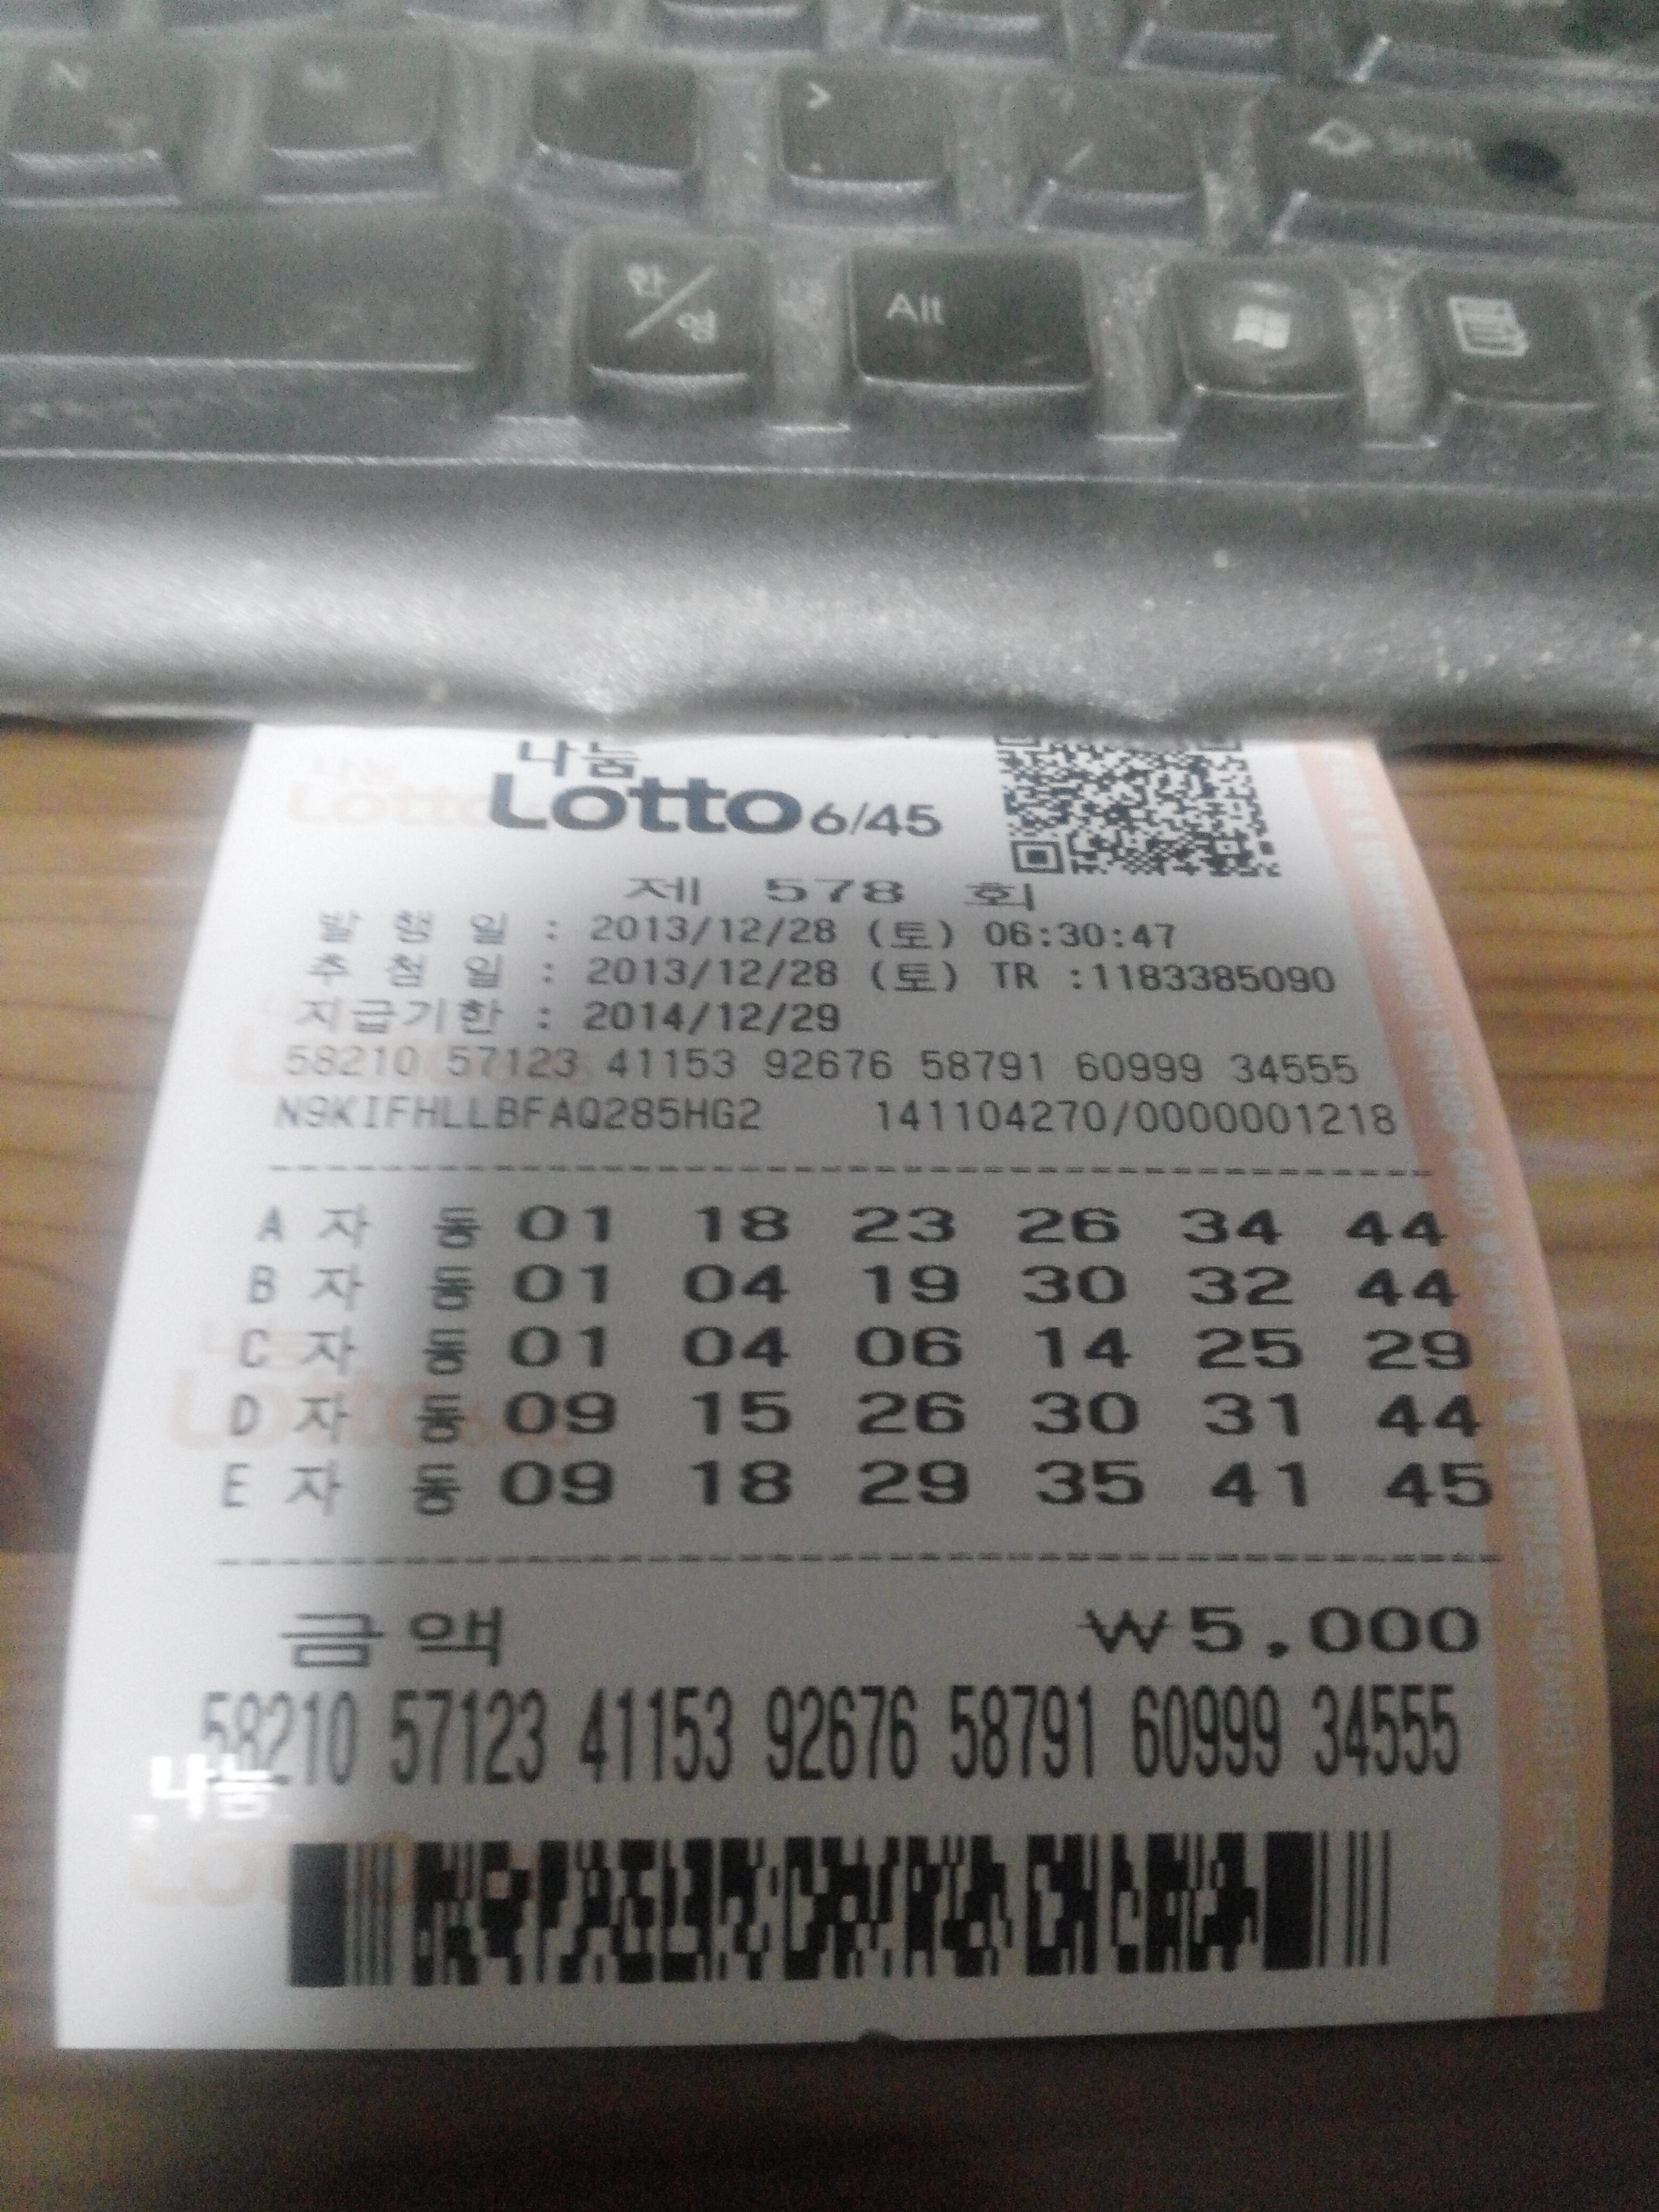 N
M
<
>
?
/
Shift
한/영
Alt
나눔
Lotto 6/45
제 578 회
발 행 일 : 2013/12/28 (토) 06:30:47
추 첨 일 : 2013/12/28 (토) TR :1183385090
지급기한 : 2014/12/29
58210 57123 41153 92676 58791 60999 34555
N9KIFHLLBFAQ285HG2 141104270/0000001218
A 자 동 01 18 23 26 34 44
B 자 동 01 04 19 30 32 44
C 자 동 01 04 06 14 25 29
D 자 동 09 15 26 30 31 44
E 자 동 09 18 29 35 41 45
금액 ₩5,000
58210 57123 41153 92676 58791 60999 34555
나눔
Lotto